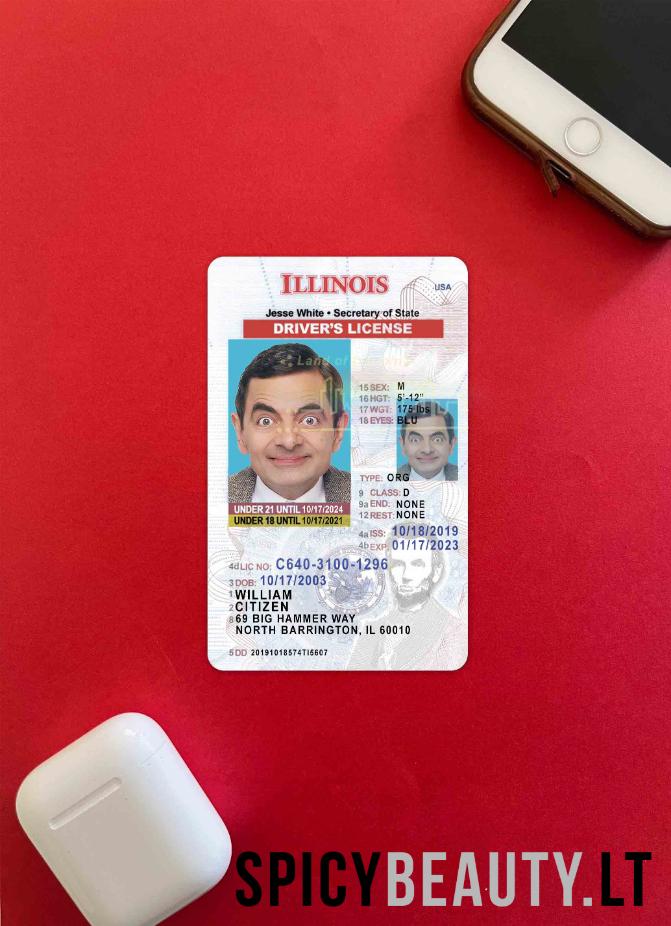 ILLINOIS
USA
Jesse White • Secretary of State
DRIVER'S LICENSE
Land of
15 SEX: M
16 HGT: 5'-12"
17 WGT: 175 lbs
18 EYES: BLU
TYPE: ORG
9 CLASS: D
9a END: NONE
12 REST: NONE
UNDER 21 UNTIL 10/17/2024
UNDER 18 UNTIL 10/17/2021
4a ISS: 10/18/2019
4b EXP: 01/17/2023
4d LIC NO: C640-3100-1296
3 DOB: 10/17/2003
1 WILLIAM
2 CITIZEN
8 69 BIG HAMMER WAY
NORTH BARRINGTON, IL 60010
5 DD 20191018574TI5607
SPICYBEAUTY.LT